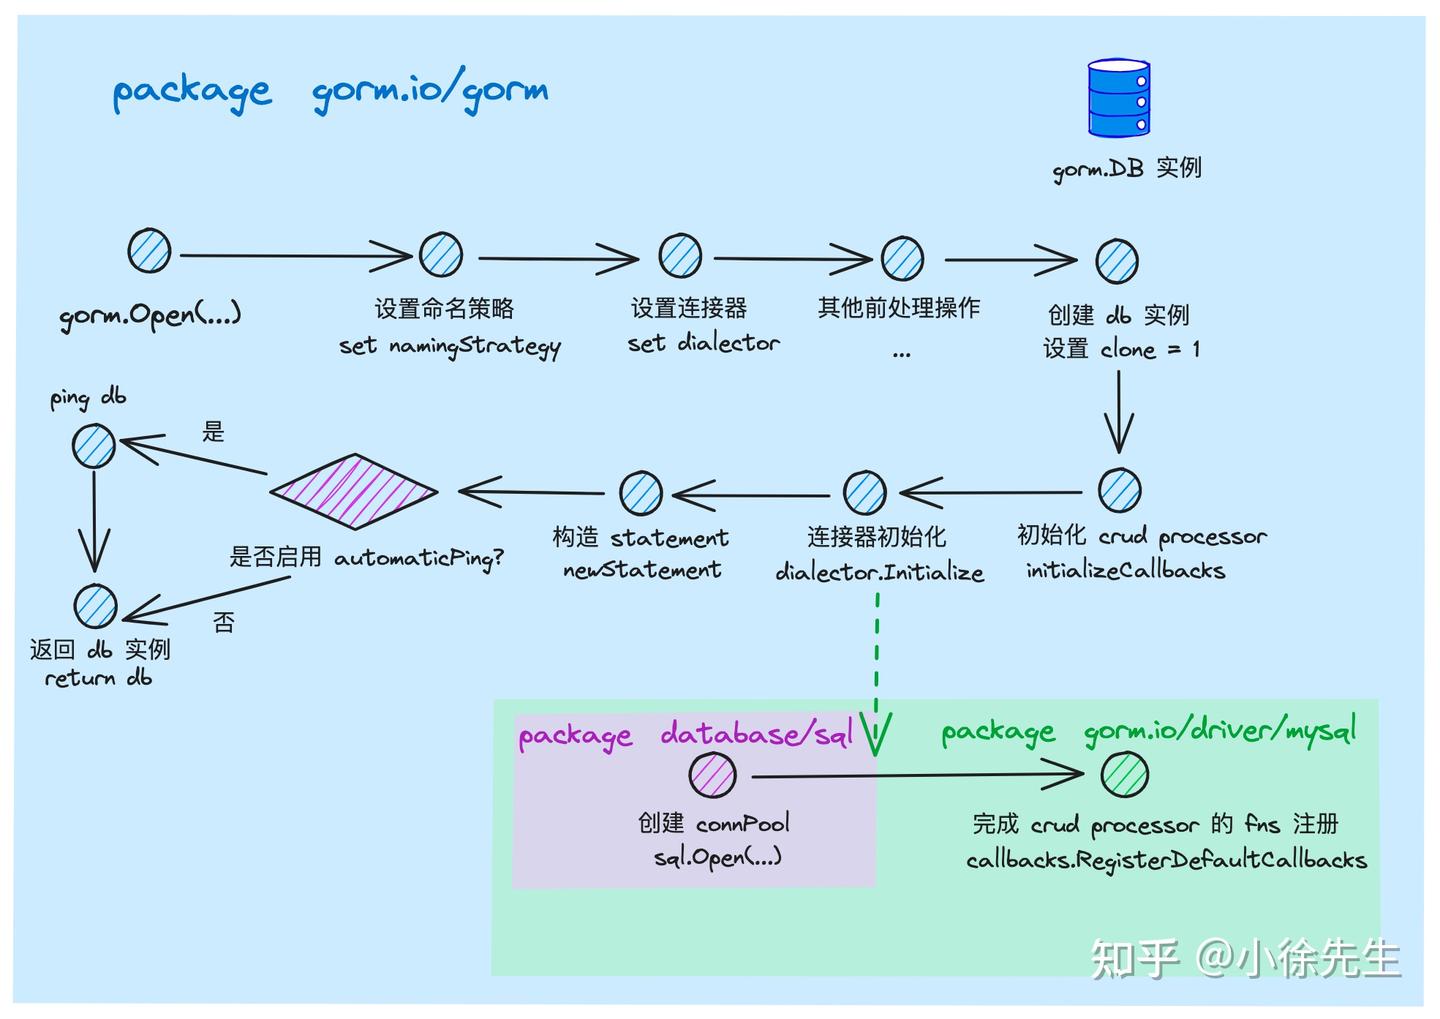 package gorm.io/gorm
gorm.DB 实例
gorm.Open(...)
设置命名策略
set namingStrategy
设置连接器
set dialector
其他前处理操作
...
创建 db 实例
设置 clone = 1
ping db
是
是否启用 automaticPing?
否
返回 db 实例
return db
构造 statement
newStatement
连接器初始化
dialector.Initialize
初始化 crud processor
initializeCallbacks
package database/sql
创建 connPool
sql.Open(...)
package gorm.io/driver/mysql
完成 crud processor 的 fns 注册
callbacks.RegisterDefaultCallbacks
知乎 @小徐先生